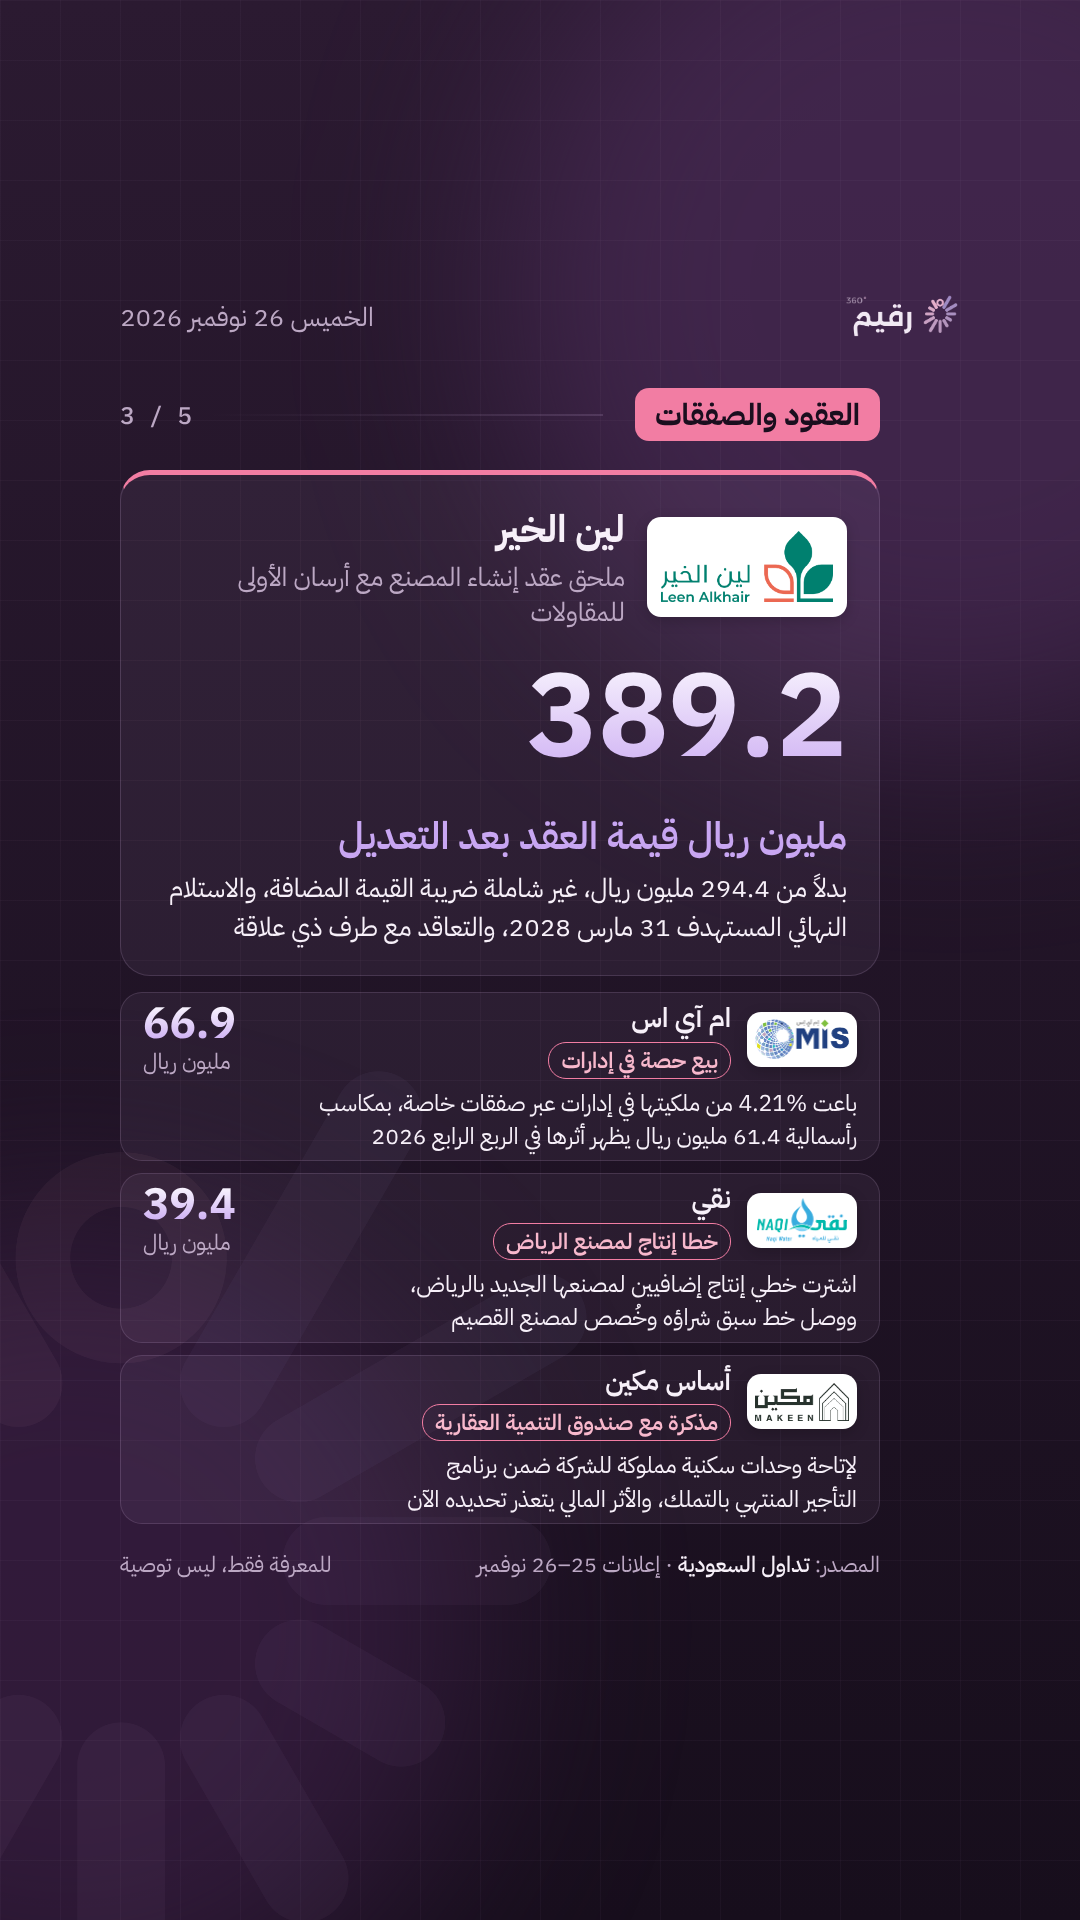 رقيم 360°
الخميس 26 نوفمبر 2026
العقود والصفقات
3 / 5
لين الخير
Leen Alkhair
لين الخير
ملحق عقد إنشاء المصنع مع أرسان الأولى
للمقاولات
389.2
مليون ريال قيمة العقد بعد التعديل
بدلاً من 294.4 مليون ريال، غير شاملة ضريبة القيمة المضافة، والاستلام
النهائي المستهدف 31 مارس 2028، والتعاقد مع طرف ذي علاقة
إم آي إس
MIS
ام آي اس
بيع حصة في إدارات
66.9
مليون ريال
باعت %4.21 من ملكيتها في إدارات عبر صفقات خاصة، بمكاسب
رأسمالية 61.4 مليون ريال يظهر أثرها في الربع الرابع 2026
نقي NAQI
Naqi Water
نقي
خطا إنتاج لمصنع الرياض
39.4
مليون ريال
اشترت خطي إنتاج إضافيين لمصنعها الجديد بالرياض،
ووصل خط سبق شراؤه وخُصص لمصنع القصيم
مكين
MAKEEN
أساس مكين
مذكرة مع صندوق التنمية العقارية
لإتاحة وحدات سكنية مملوكة للشركة ضمن برنامج
التأجير المنتهي بالتملك، والأثر المالي يتعذر تحديده الآن
المصدر: تداول السعودية · إعلانات 25–26 نوفمبر
للمعرفة فقط، ليس توصية